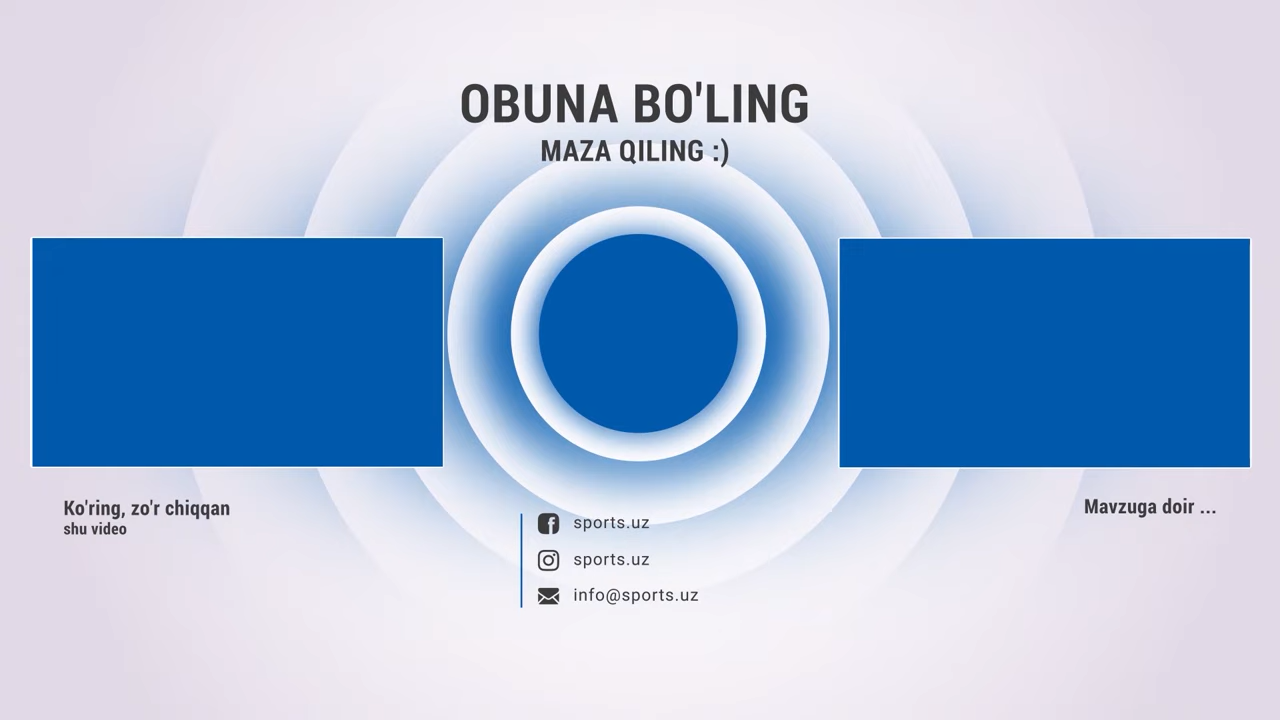 OBUNA BO'LING
MAZA QILING :)
Ko'ring, zo'r chiqqan
shu video
Mavzuga doir ...
sports.uz
sports.uz
info@sports.uz